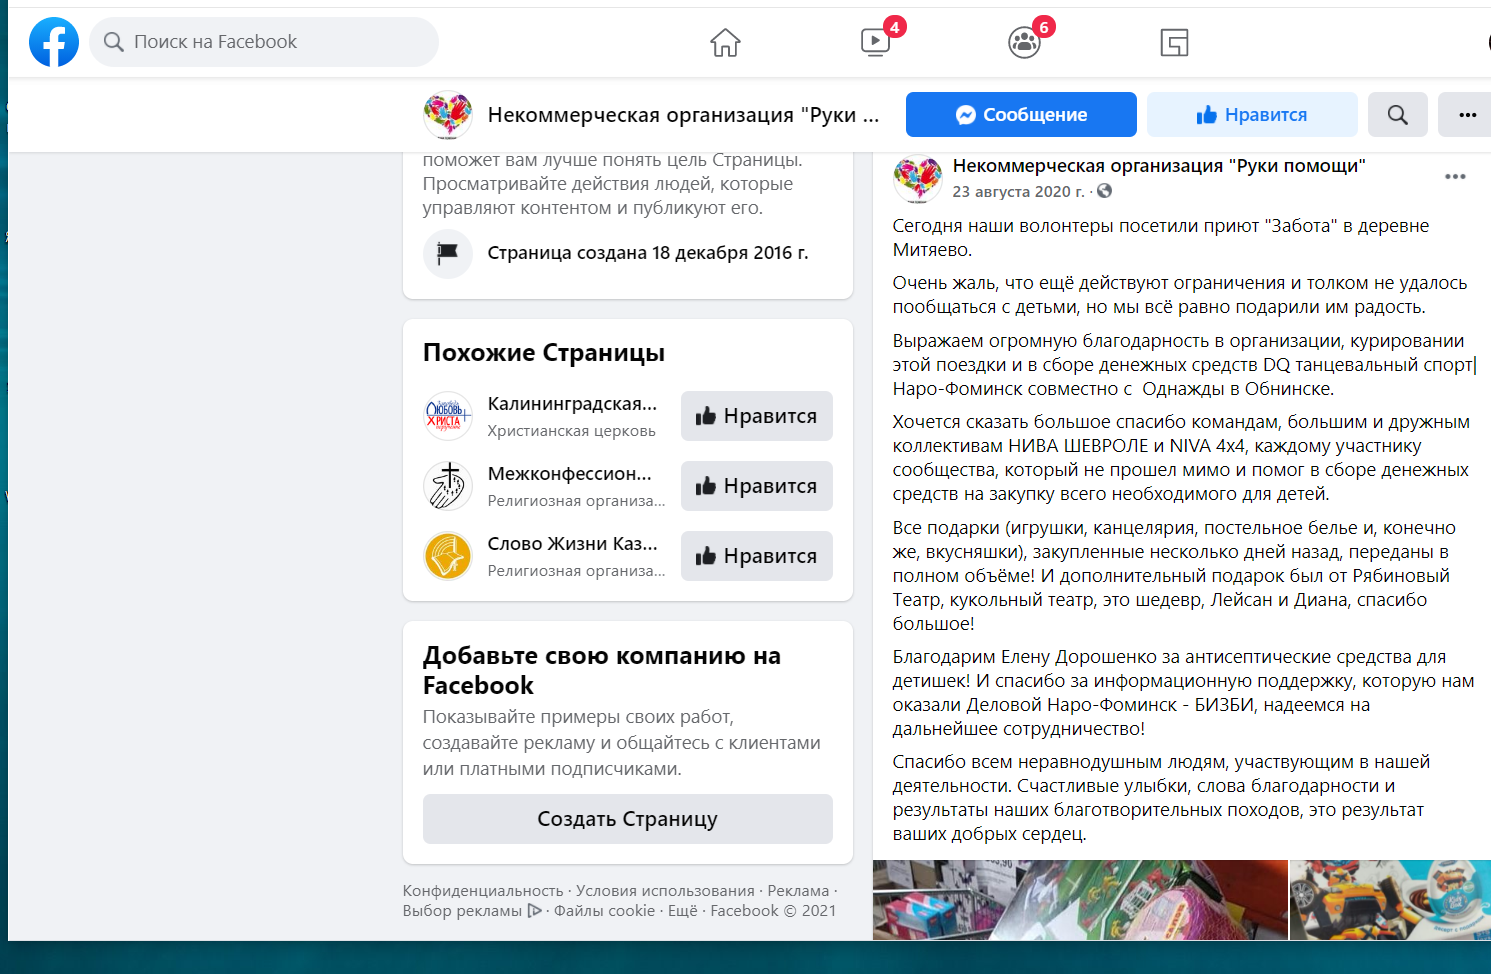 Поиск на Facebook
4
6
Некоммерческая организация "Руки ...
Сообщение
Нравится
поможет вам лучше понять цель Страницы.
Просматривайте действия людей, которые
управляют контентом и публикуют его.
Страница создана 18 декабря 2016 г.
Похожие Страницы
Калининградская...
Христианская церковь
Нравится
Межконфессион...
Религиозная организа...
Нравится
Слово Жизни Каз...
Религиозная организа...
Нравится
Добавьте свою компанию на
Facebook
Показывайте примеры своих работ,
создавайте рекламу и общайтесь с клиентами
или платными подписчиками.
Создать Страницу
Конфиденциальность · Условия использования · Реклама ·
Выбор рекламы · Файлы cookie · Ещё · Facebook © 2021
Некоммерческая организация "Руки помощи"
23 августа 2020 г. ·
Сегодня наши волонтеры посетили приют "Забота" в деревне
Митяево.
Очень жаль, что ещё действуют ограничения и толком не удалось
пообщаться с детьми, но мы всё равно подарили им радость.
Выражаем огромную благодарность в организации, курировании
этой поездки и в сборе денежных средств DQ танцевальный спорт|
Наро-Фоминск совместно с Однажды в Обнинске.
Хочется сказать большое спасибо командам, большим и дружным
коллективам НИВА ШЕВРОЛЕ и NIVA 4x4, каждому участнику
сообщества, который не прошел мимо и помог в сборе денежных
средств на закупку всего необходимого для детей.
Все подарки (игрушки, канцелярия, постельное белье и, конечно
же, вкусняшки), закупленные несколько дней назад, переданы в
полном объёме! И дополнительный подарок был от Рябиновый
Театр, кукольный театр, это шедевр, Лейсан и Диана, спасибо
большое!
Благодарим Елену Дорошенко за антисептические средства для
детишек! И спасибо за информационную поддержку, которую нам
оказали Деловой Наро-Фоминск - БИЗБИ, надеемся на
дальнейшее сотрудничество!
Спасибо всем неравнодушным людям, участвующим в нашей
деятельности. Счастливые улыбки, слова благодарности и
результаты наших благотворительных походов, это результат
ваших добрых сердец.